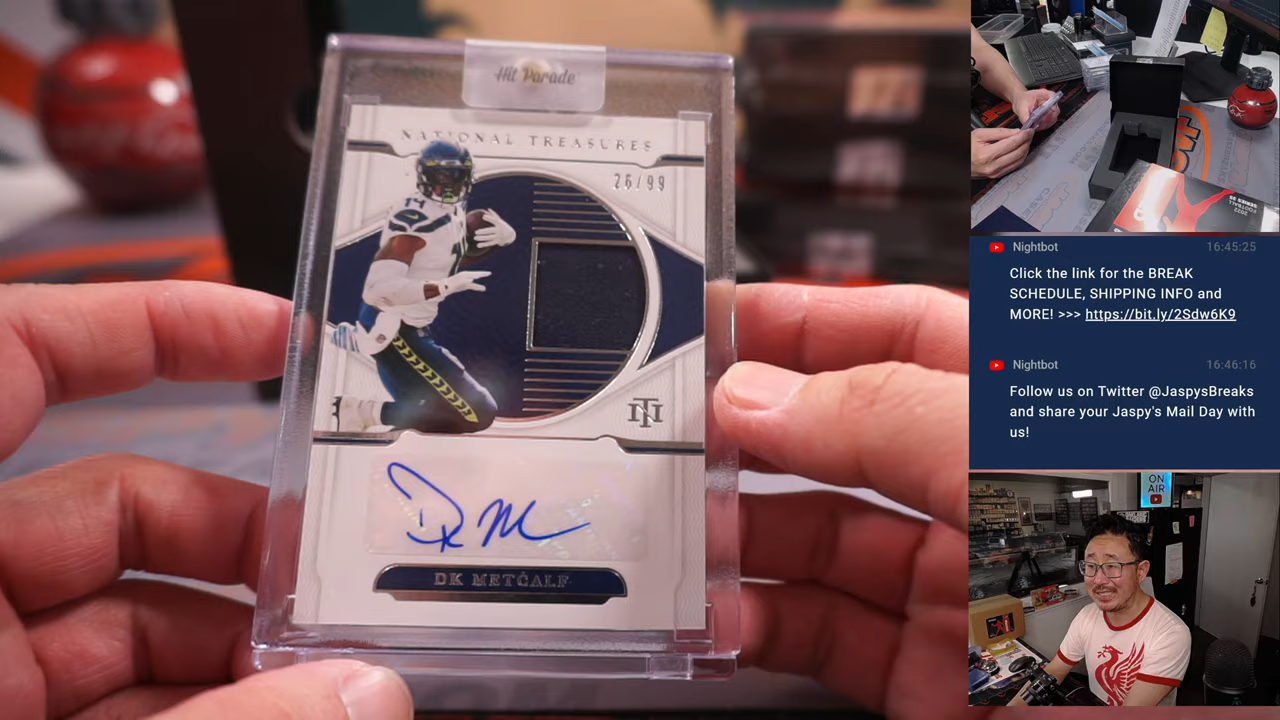 Hit Parade
NATIONAL TREASURES
26/99
14
DK METCALF
ON
AIR
Nightbot
16:45:25
Click the link for the BREAK
SCHEDULE, SHIPPING INFO and
MORE! >>> https://bit.ly/2Sdw6K9
Nightbot
16:46:16
Follow us on Twitter @JaspysBreaks
and share your Jaspy's Mail Day with
us!